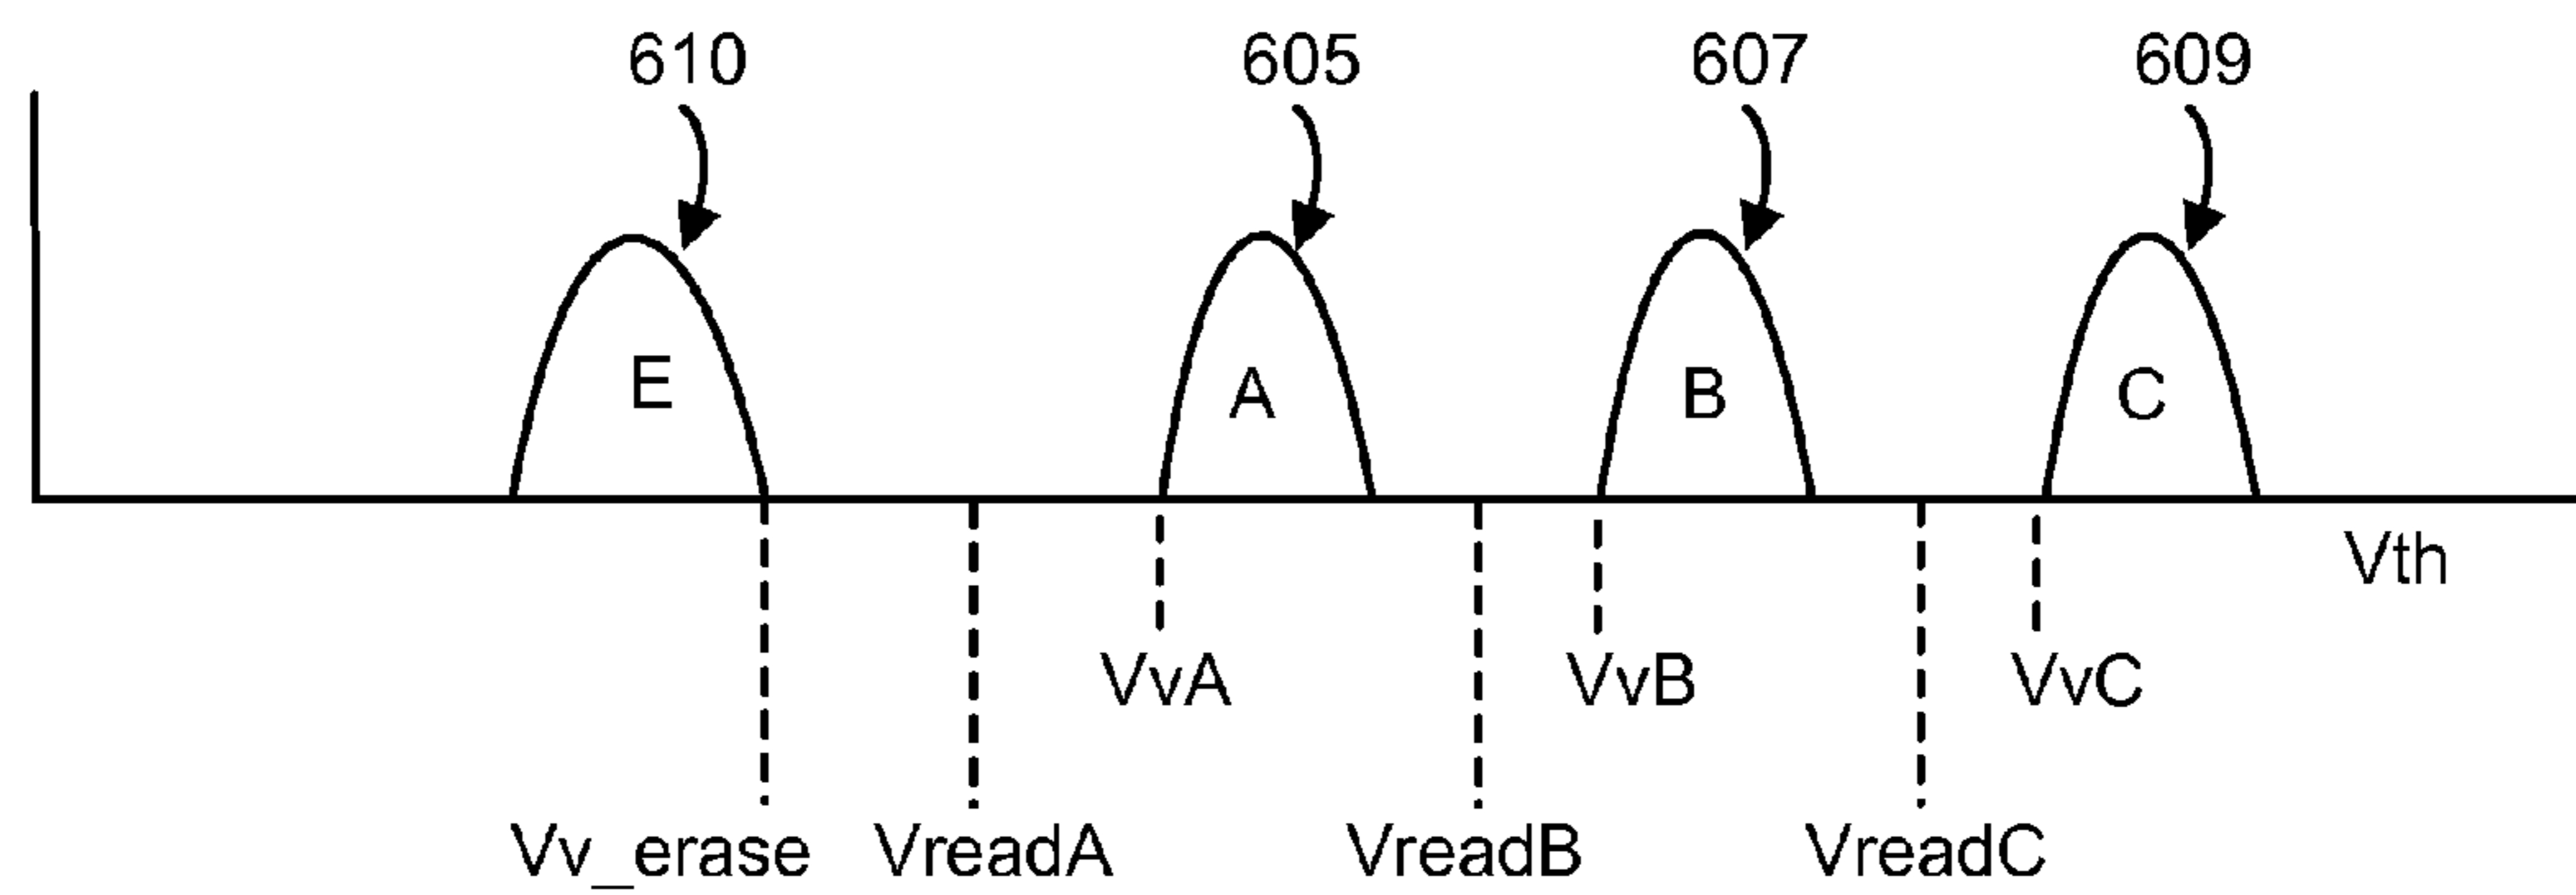 610 605 607 609
E A B C
Vth
VvA VvB VvC
Vv_erase VreadA VreadB VreadC